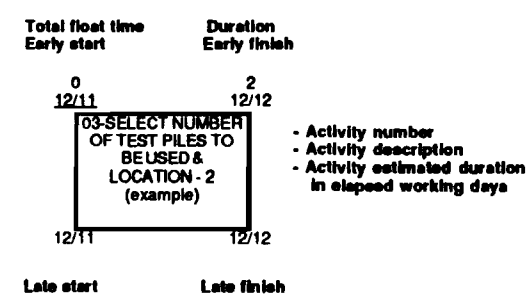 Total float time Duration
Early start Early finish
0 2
12/11 12/12
03-SELECT NUMBER
OF TEST PILES TO
BE USED &
LOCATION - 2
(example)
- Activity number
- Activity description
- Activity estimated duration
in elapsed working days
12/11 12/12
Late start Late finish